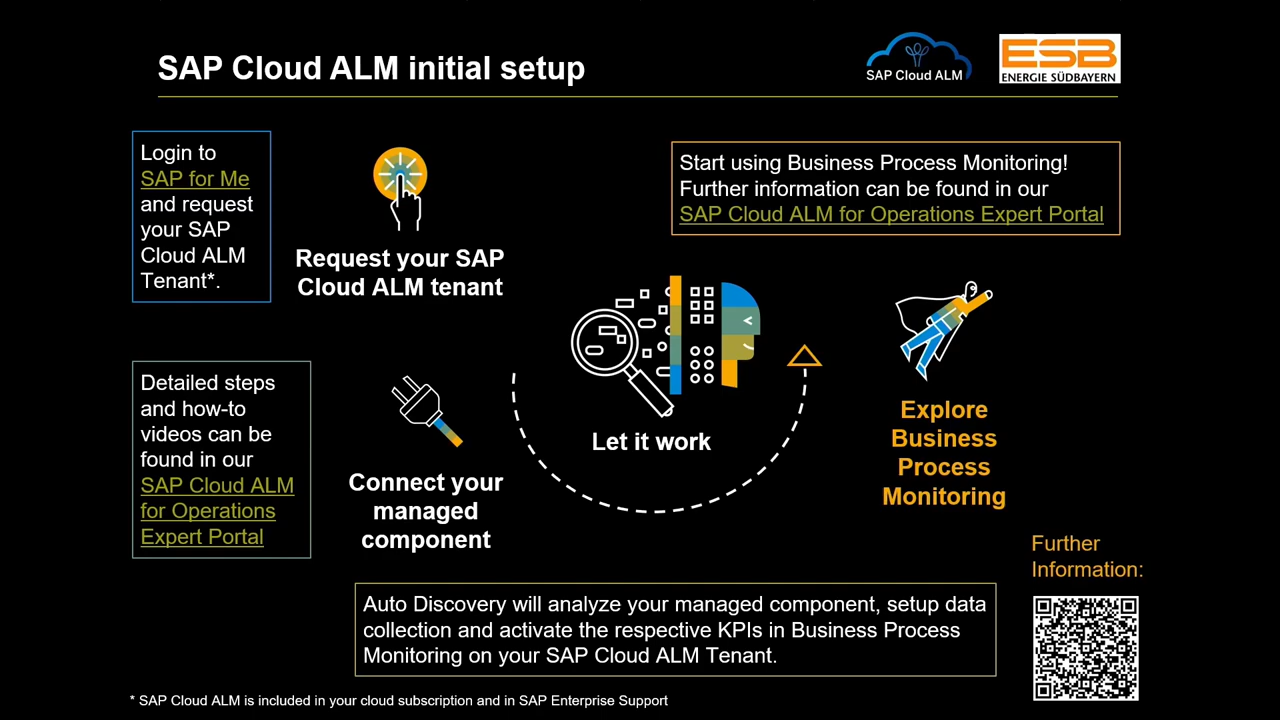 SAP Cloud ALM initial setup
SAP Cloud ALM
ESB
ENERGIE SÜDBAYERN
Login to
SAP for Me
and request
your SAP
Cloud ALM
Tenant*.
Request your SAP
Cloud ALM tenant
Start using Business Process Monitoring!
Further information can be found in our
SAP Cloud ALM for Operations Expert Portal
Detailed steps
and how-to
videos can be
found in our
SAP Cloud ALM
for Operations
Expert Portal
Connect your
managed
component
Let it work
Explore
Business
Process
Monitoring
Further
Information:
Auto Discovery will analyze your managed component, setup data
collection and activate the respective KPIs in Business Process
Monitoring on your SAP Cloud ALM Tenant.
* SAP Cloud ALM is included in your cloud subscription and in SAP Enterprise Support